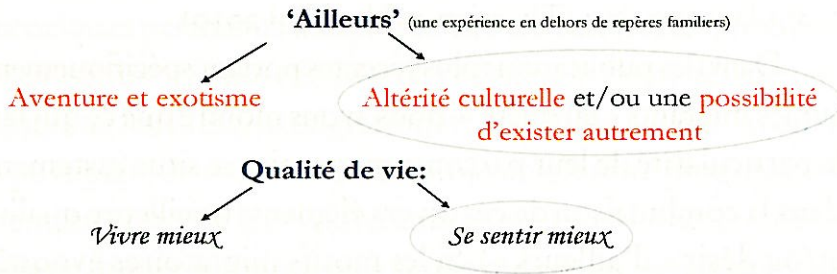 ‘Ailleurs’ (une expérience en dehors de repères familiers)
Aventure et exotisme
Altérité culturelle et/ou une possibilité
d’exister autrement
Qualité de vie:
Vivre mieux
Se sentir mieux